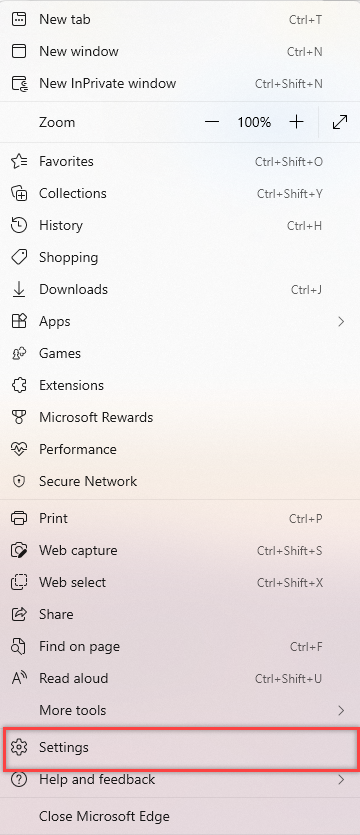 New tab Ctrl+T
New window Ctrl+N
New InPrivate window Ctrl+Shift+N
Zoom — 100% +
Favorites Ctrl+Shift+O
Collections Ctrl+Shift+Y
History Ctrl+H
Shopping
Downloads Ctrl+J
Apps
Games
Extensions
Microsoft Rewards
Performance
Secure Network
Print Ctrl+P
Web capture Ctrl+Shift+S
Web select Ctrl+Shift+X
Share
Find on page Ctrl+F
Read aloud Ctrl+Shift+U
More tools
Settings
Help and feedback
Close Microsoft Edge